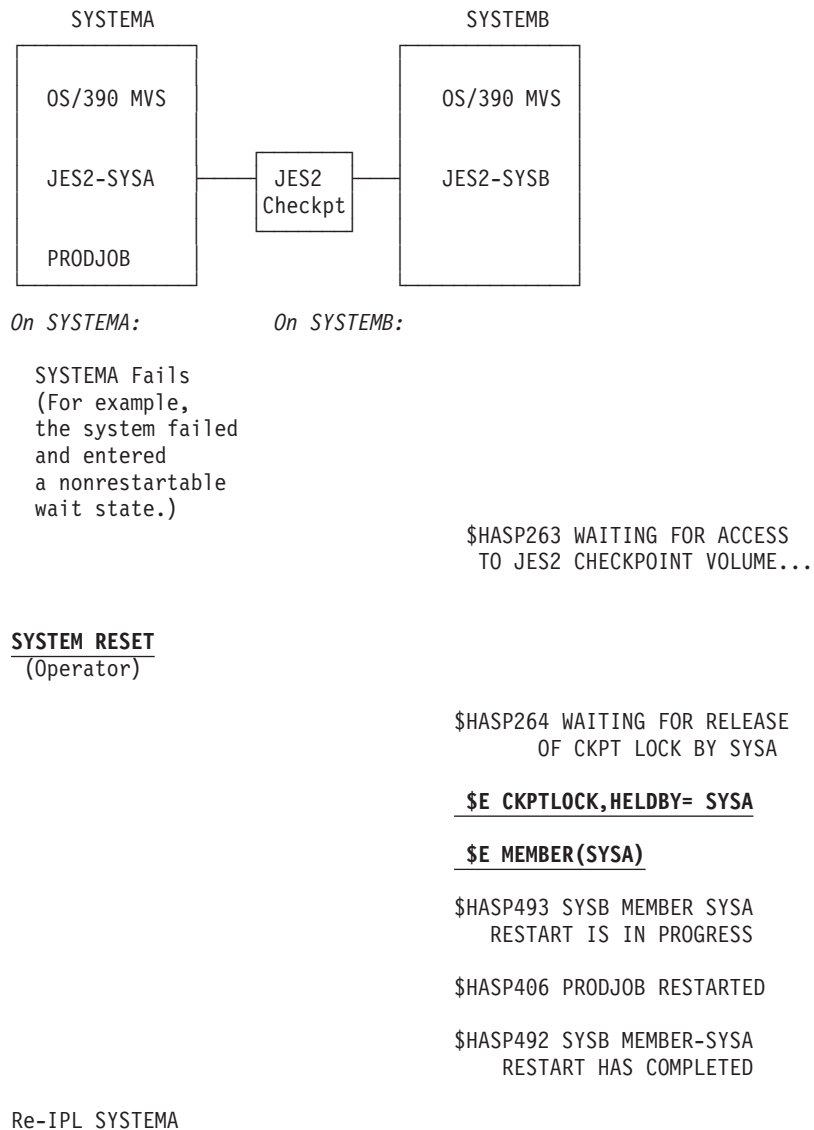 SYSTEMA SYSTEMB
OS/390 MVS OS/390 MVS
JES2-SYSA JES2 JES2-SYSB
Checkpt
PRODJOB
On SYSTEMA: On SYSTEMB:
SYSTEMA Fails
(For example,
the system failed
and entered
a nonrestartable
wait state.)
$HASP263 WAITING FOR ACCESS
TO JES2 CHECKPOINT VOLUME...
SYSTEM RESET
(Operator)
$HASP264 WAITING FOR RELEASE
OF CKPT LOCK BY SYSA
$E CKPTLOCK,HELDBY= SYSA
$E MEMBER(SYSA)
$HASP493 SYSB MEMBER SYSA
RESTART IS IN PROGRESS
$HASP406 PRODJOB RESTARTED
$HASP492 SYSB MEMBER-SYSA
RESTART HAS COMPLETED
Re-IPL SYSTEMA